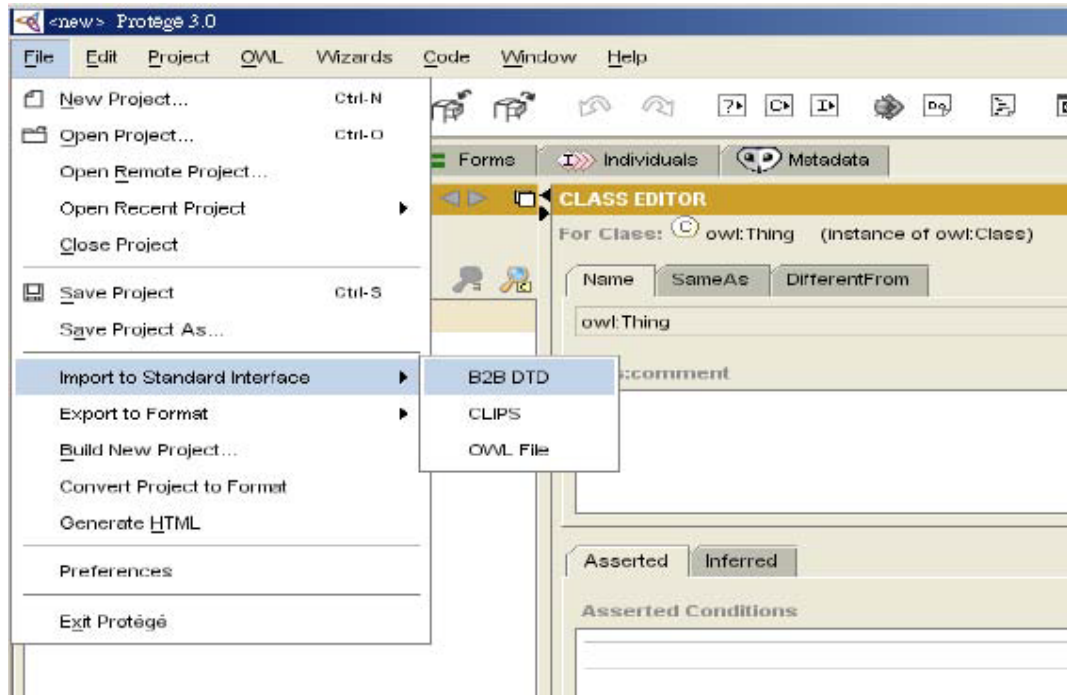 <new> Protégé 3.0
File Edit Project OWL Wizards Code Window Help
New Project... Ctrl-N
Open Project... Ctrl-O
Open Remote Project...
Open Recent Project
Close Project
Save Project Ctrl-S
Save Project As...
Import to Standard Interface
Export to Format
Build New Project...
Convert Project to Format
Generate HTML
Preferences
Exit Protégé
B2B DTD
CLIPS
OWL File
Forms Individuals Metadata
CLASS EDITOR
For Class: C owl:Thing (instance of owl:Class)
Name SameAs DifferentFrom
owl:Thing
:comment
Asserted Inferred
Asserted Conditions